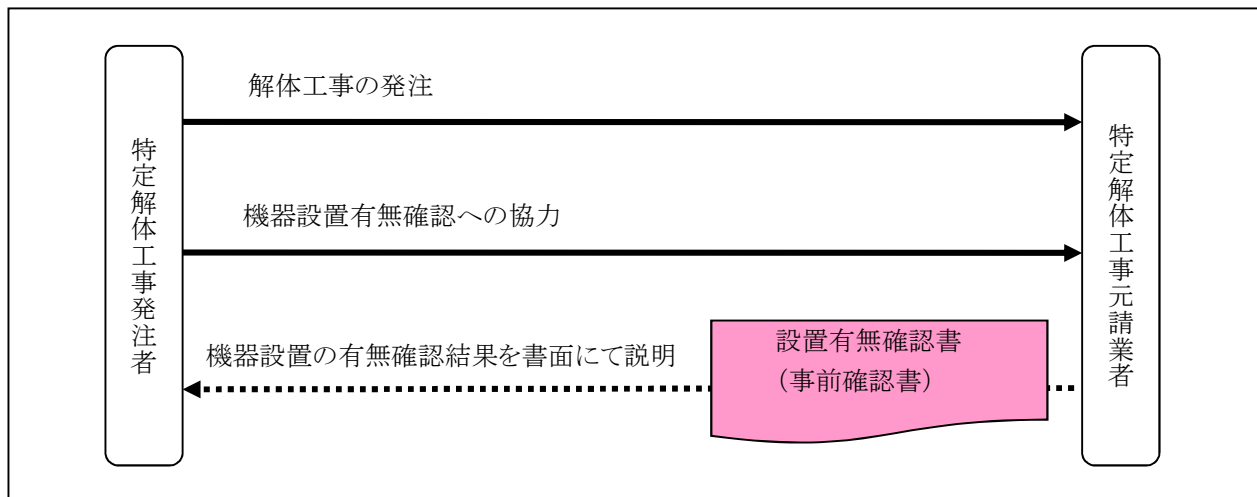 特定解体工事発注者
解体工事の発注
機器設置有無確認への協力
機器設置の有無確認結果を書面にて説明
設置有無確認書
（事前確認書）
特定解体工事元請業者